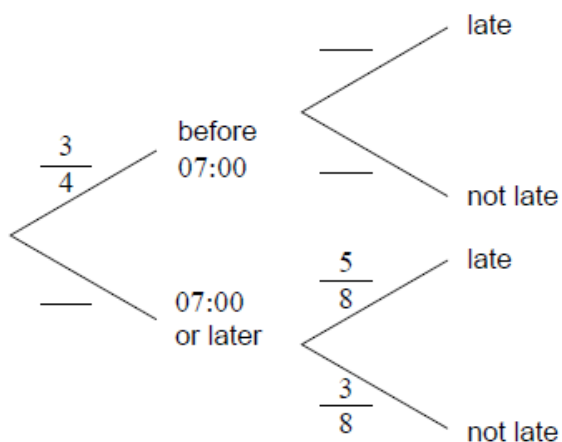 late
before
07:00
3
4
not late
late
07:00
or later
5
8
3
8
not late